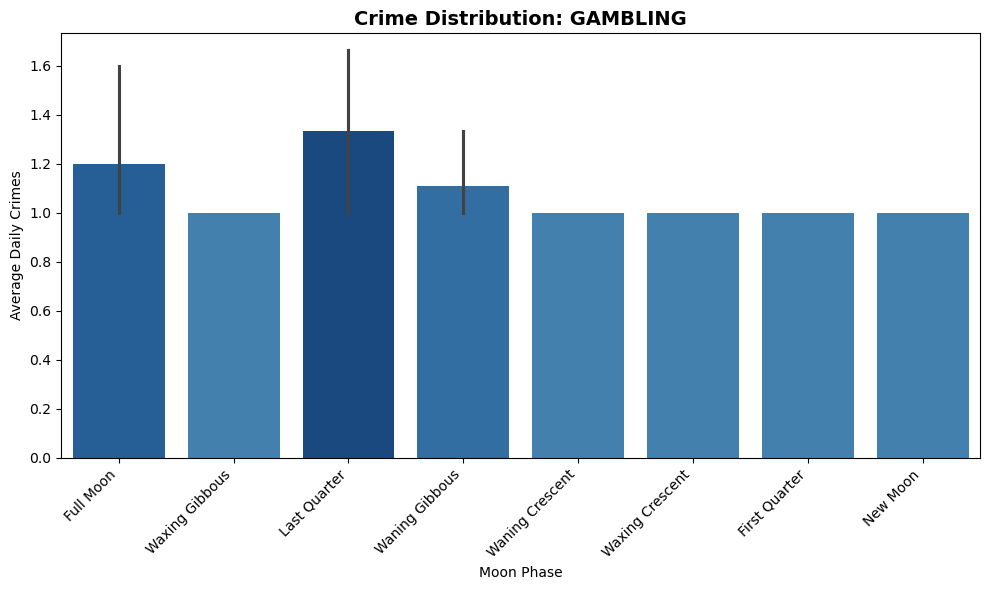 Crime Distribution: GAMBLING
Average Daily Crimes
1.6
1.4
1.2
1.0
0.8
0.6
0.4
0.2
0.0
Full Moon
Waxing Gibbous
Last Quarter
Waning Gibbous
Waning Crescent
Waxing Crescent
First Quarter
New Moon
Moon Phase